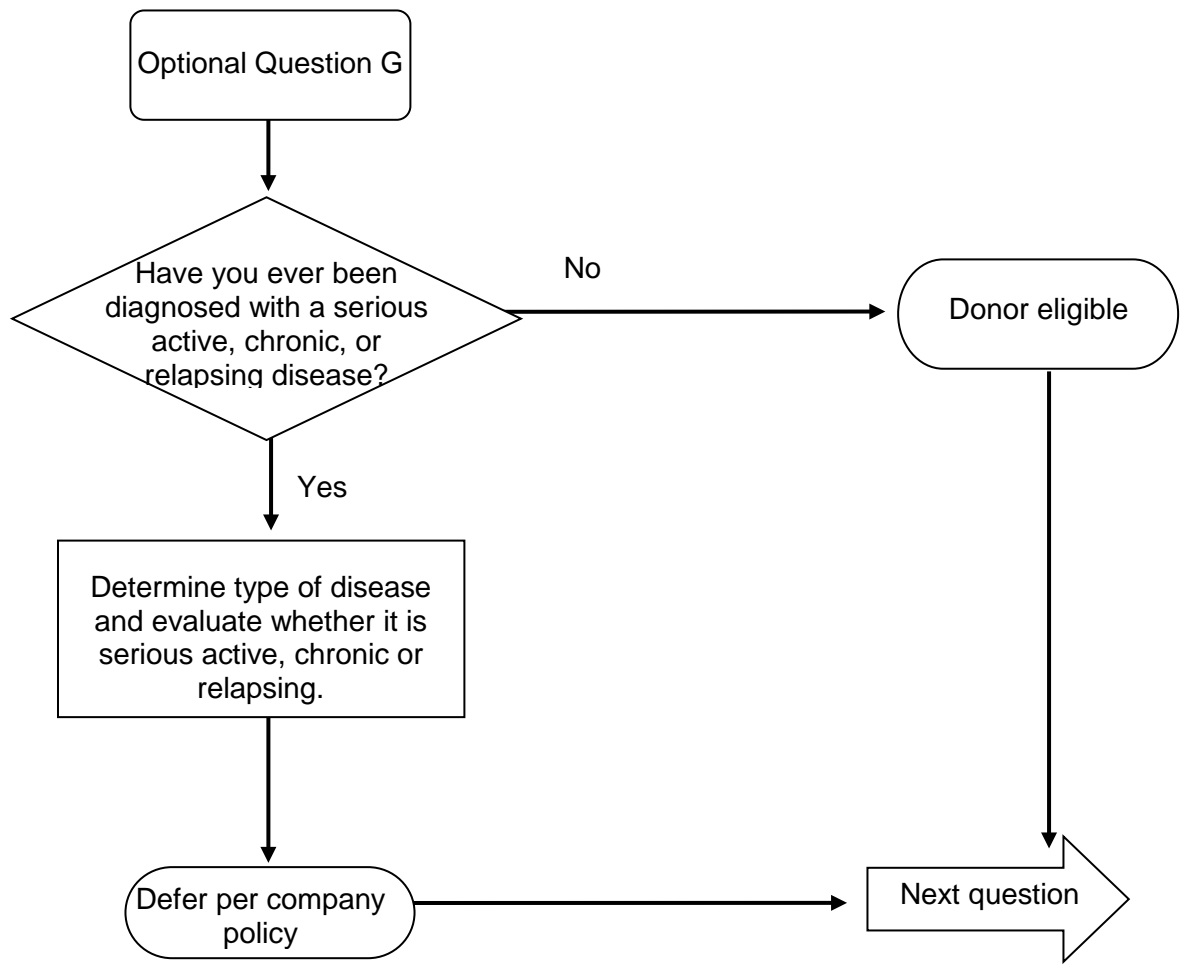 Optional Question G
Have you ever been
diagnosed with a serious
active, chronic, or
relapsing disease?
No
Donor eligible
Yes
Determine type of disease
and evaluate whether it is
serious active, chronic or
relapsing.
Defer per company
policy
Next question